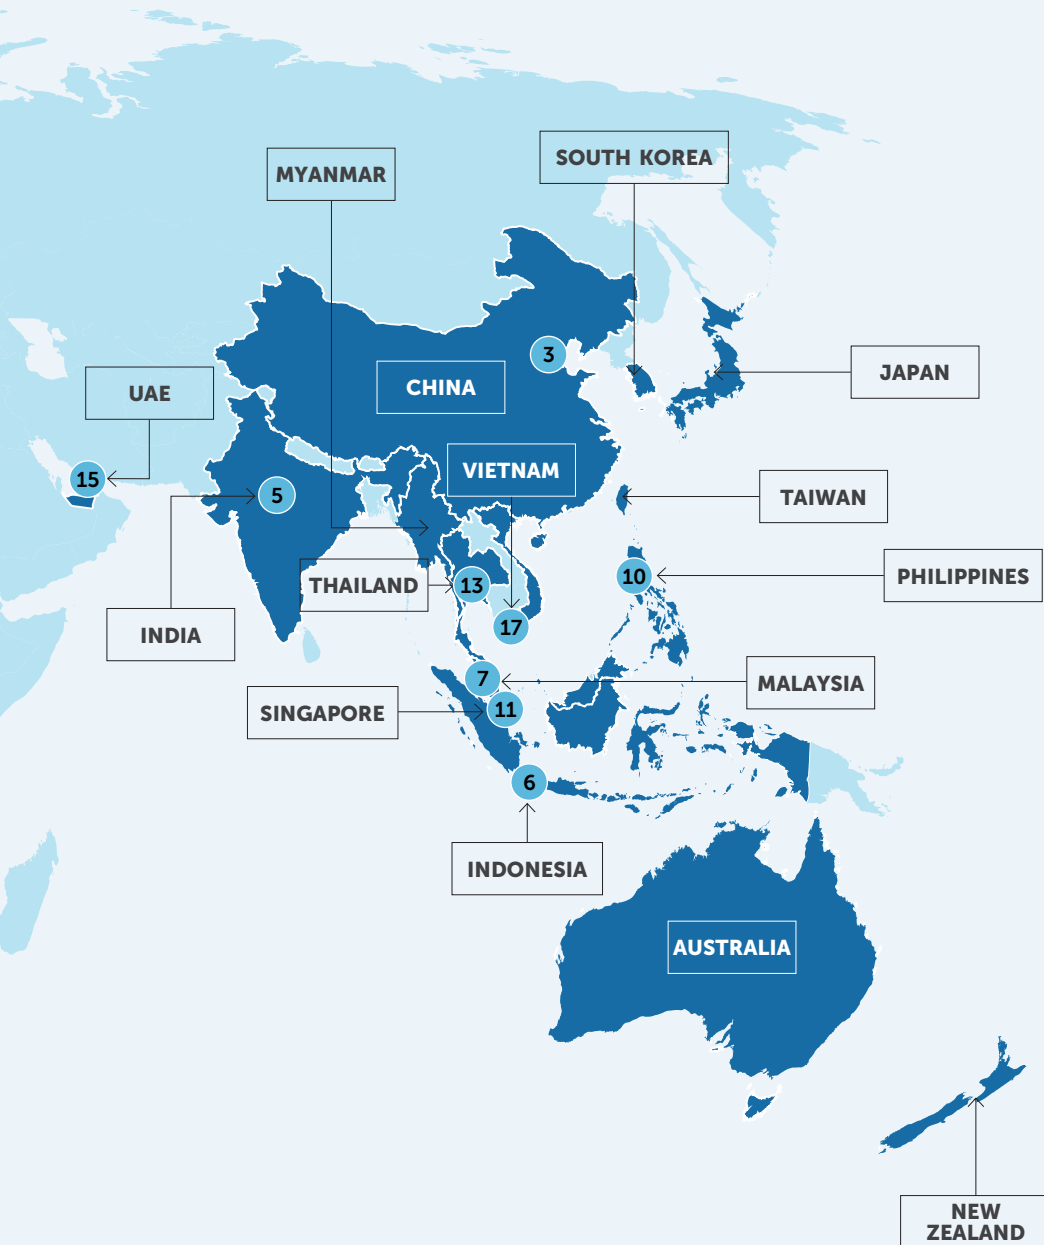 SOUTH KOREA
MYANMAR
3
JAPAN
CHINA
UAE
VIETNAM
15
5
TAIWAN
10
PHILIPPINES
THAILAND
13
17
INDIA
7
MALAYSIA
11
SINGAPORE
6
INDONESIA
AUSTRALIA
NEW
ZEALAND